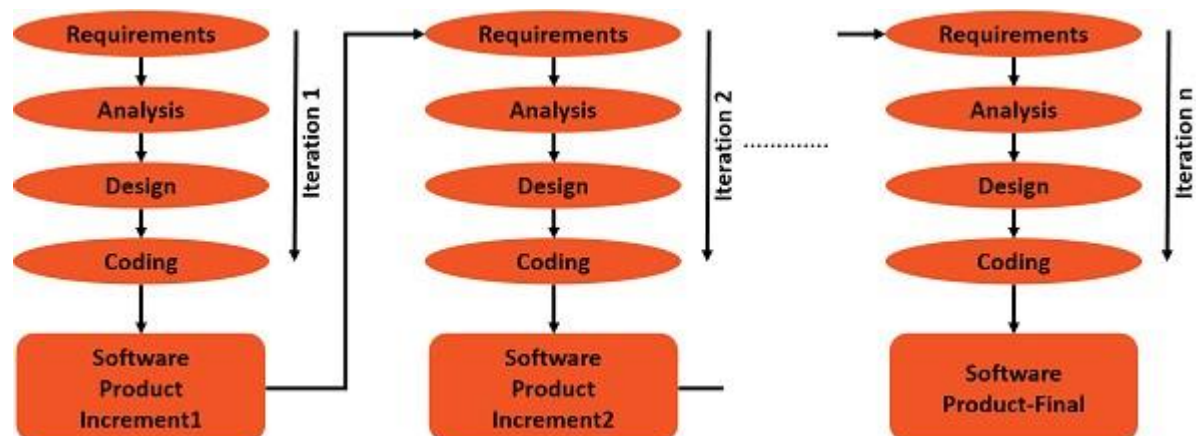 Requirements
Analysis
Design
Coding
Software
Product
Increment1
Iteration 1
Requirements
Analysis
Design
Coding
Software
Product
Increment2
Iteration 2
Requirements
Analysis
Design
Coding
Software
Product-Final
Iteration n